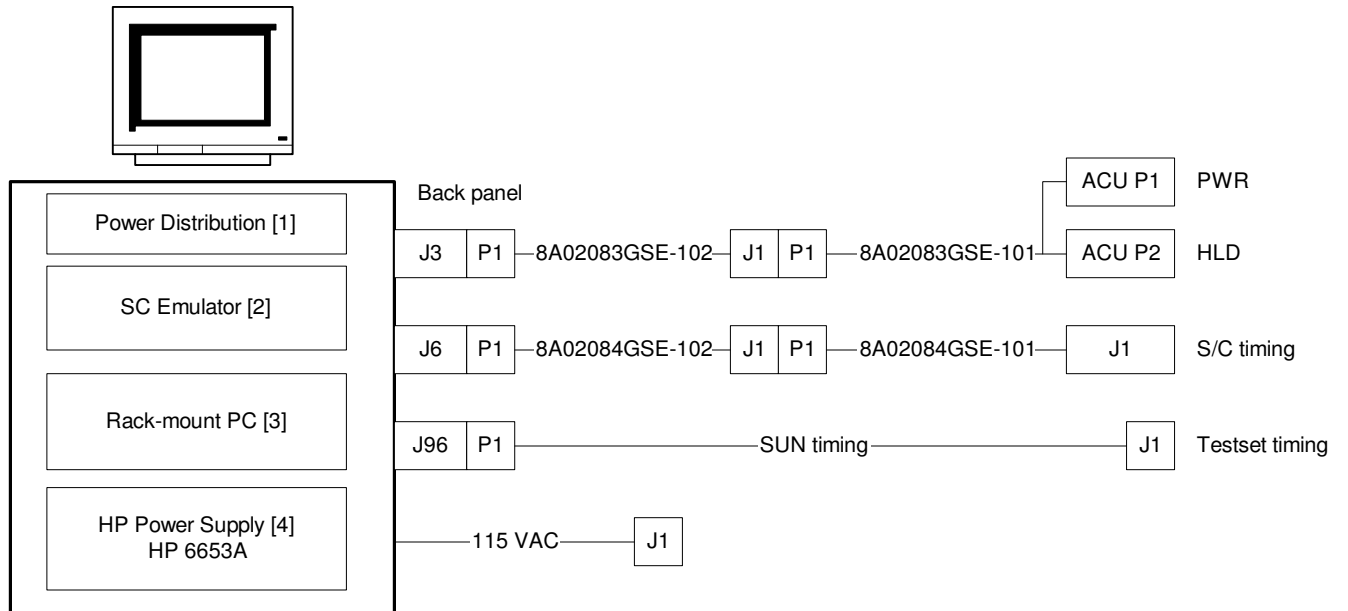 Back panel
Power Distribution [1]
SC Emulator [2]
Rack-mount PC [3]
HP Power Supply [4]
HP 6653A
ACU P1 PWR
J3 P1 8A02083GSE-102 J1 P1 8A02083GSE-101 ACU P2 HLD
J6 P1 8A02084GSE-102 J1 P1 8A02084GSE-101 J1 S/C timing
J96 P1 SUN timing J1 Testset timing
115 VAC J1